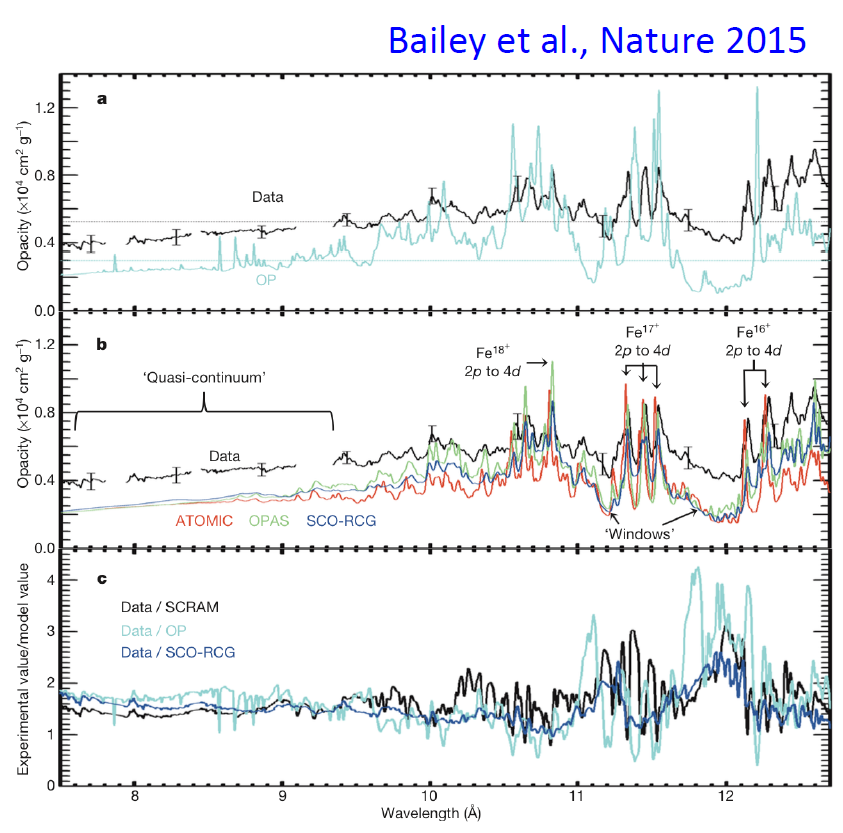 Bailey et al., Nature 2015
a
Opacity (×10⁴ cm² g⁻¹)
1.2
0.8
0.4
0.0
Data
OP
b
Opacity (×10⁴ cm² g⁻¹)
1.2
0.8
0.4
0.0
'Quasi-continuum'
Data
Fe¹⁸⁺
2p to 4d
Fe¹⁷⁺
2p to 4d
Fe¹⁶⁺
2p to 4d
ATOMIC OPAS SCO-RCG
'Windows'
c
Experimental value/model value
4
3
2
1
0
Data / SCRAM
Data / OP
Data / SCO-RCG
8 9 10 11 12
Wavelength (Å)